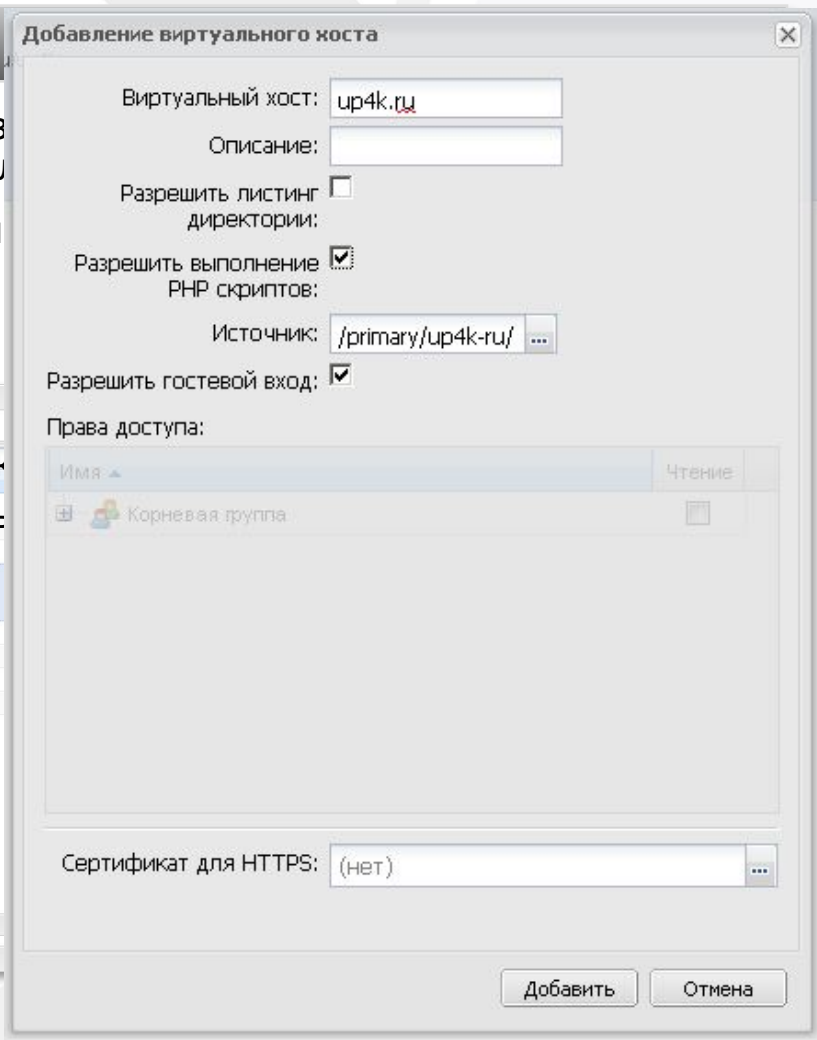 Добавление виртуального хоста
Виртуальный хост: up4k.ru
Описание:
Разрешить листинг
директории:
Разрешить выполнение
PHP скриптов:
Источник: /primary/up4k-ru/ ...
Разрешить гостевой вход:
Права доступа:
Имя Чтение
Корневая группа
Сертификат для HTTPS: (нет) ...
Добавить Отмена